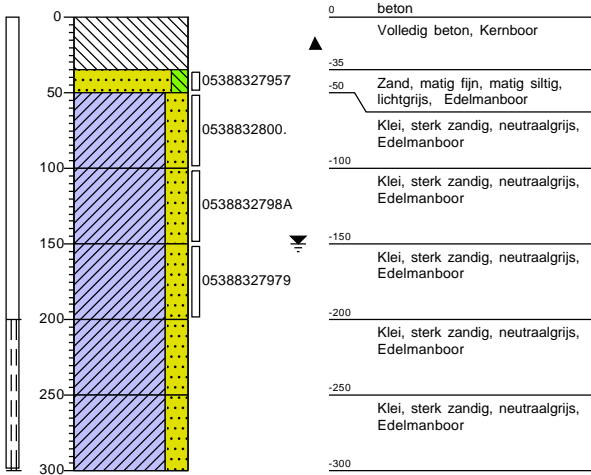 0
50
100
150
200
250
300
05388327957
0538832800.
0538832798A
05388327979
0
beton
Volledig beton, Kernboor
-35
Zand, matig fijn, matig siltig,
lichtgrijs, Edelmanboor
-50
Klei, sterk zandig, neutraalgrijs,
Edelmanboor
-100
Klei, sterk zandig, neutraalgrijs,
Edelmanboor
-150
Klei, sterk zandig, neutraalgrijs,
Edelmanboor
-200
Klei, sterk zandig, neutraalgrijs,
Edelmanboor
-250
Klei, sterk zandig, neutraalgrijs,
Edelmanboor
-300